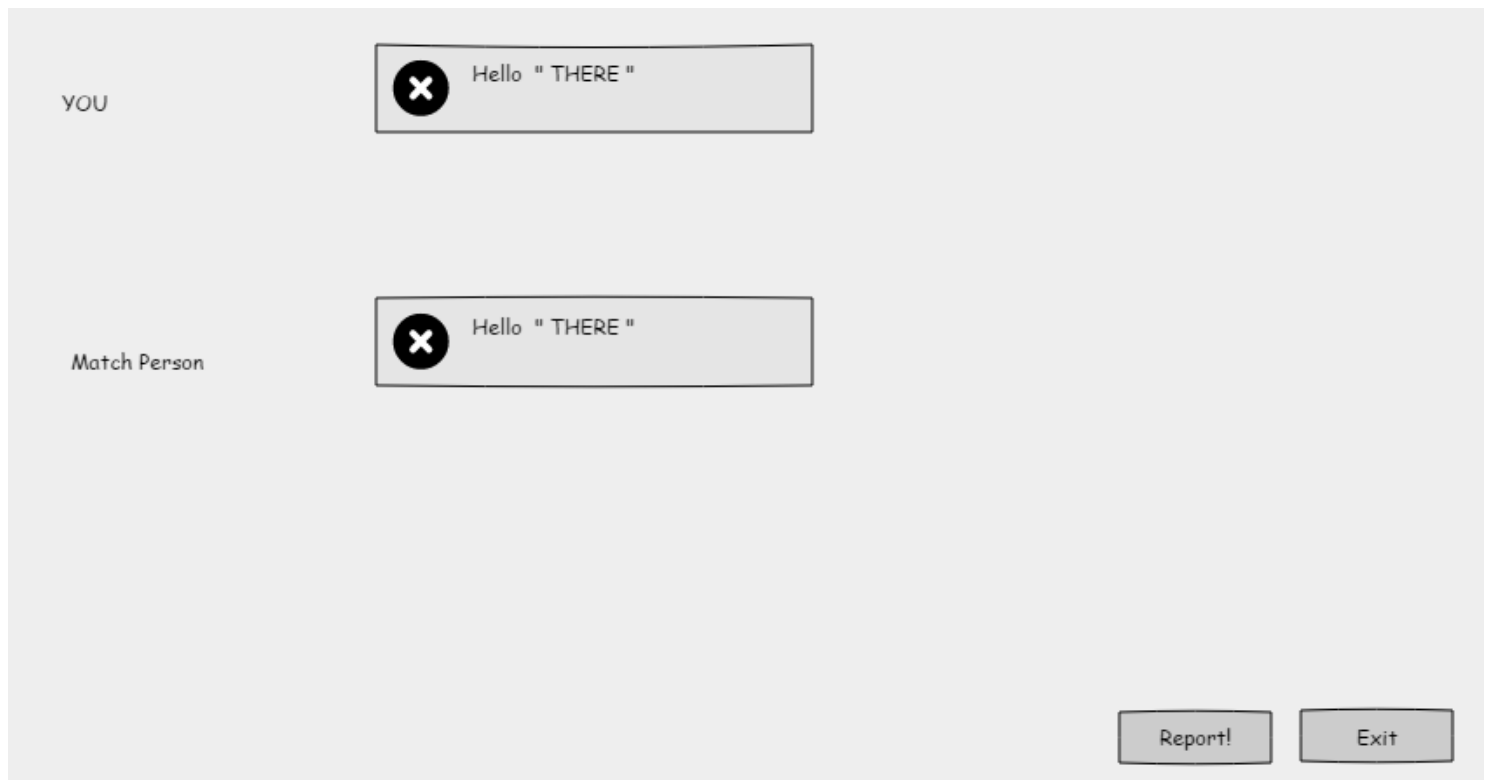 Hello " THERE "
YOU
Hello " THERE "
Match Person
Report!
Exit